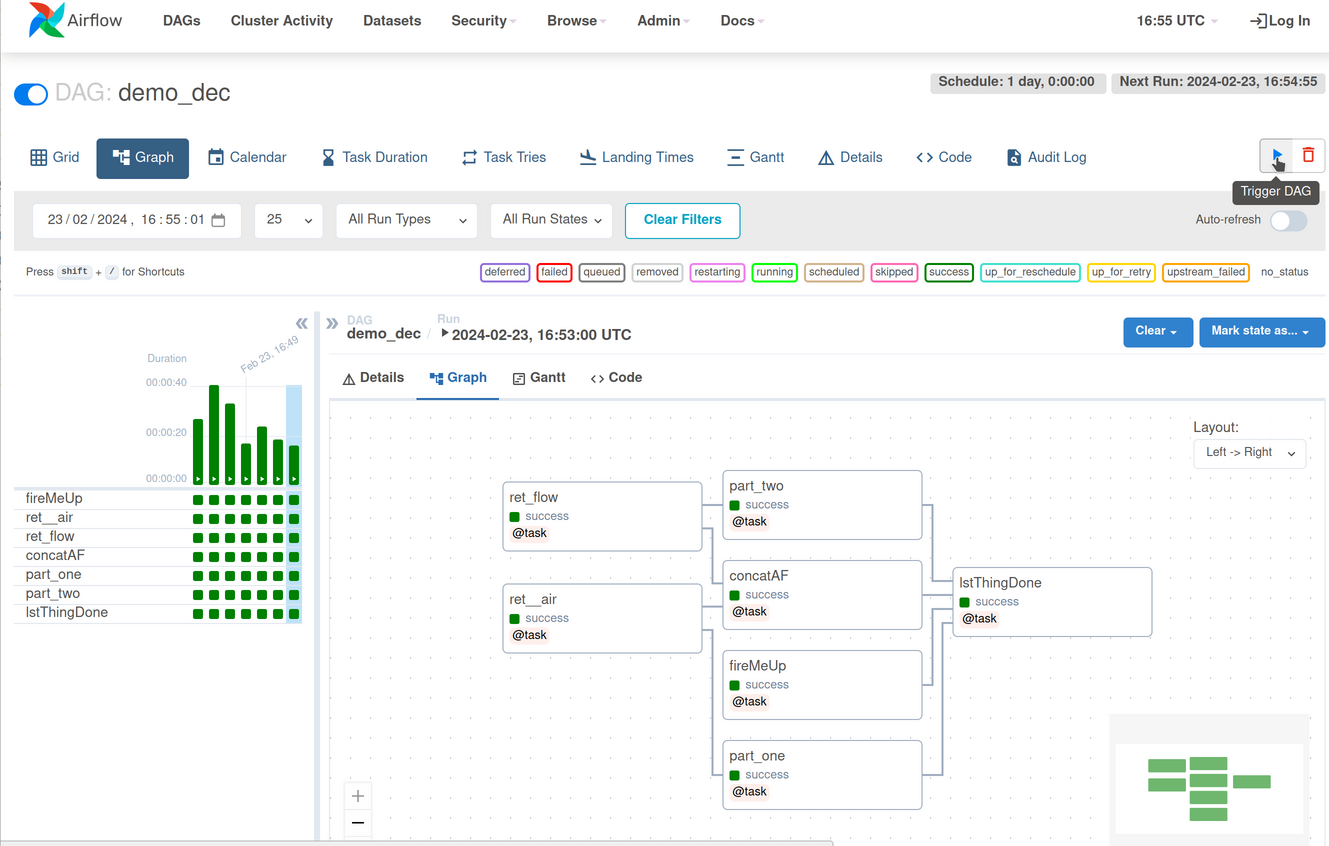 Airflow DAGs Cluster Activity Datasets Security Browse Admin Docs 16:55 UTC Log In
DAG: demo_dec
Schedule: 1 day, 0:00:00 Next Run: 2024-02-23, 16:54:55
Grid Graph Calendar Task Duration Task Tries Landing Times Gantt Details Code Audit Log
Trigger DAG
23/02/2024, 16:55:01 25 All Run Types All Run States Clear Filters Auto-refresh
Press shift + / for Shortcuts
deferred failed queued removed restarting running scheduled skipped success up_for_reschedule up_for_retry upstream_failed no_status
Duration
Feb 23, 16:49
00:00:40
00:00:20
00:00:00
fireMeUp
ret__air
ret_flow
concatAF
part_one
part_two
lstThingDone
DAG
demo_dec
/
Run
2024-02-23, 16:53:00 UTC
Clear Mark state as...
Details Graph Gantt Code
Layout:
Left -> Right
ret_flow
success
@task
ret__air
success
@task
part_two
success
@task
concatAF
success
@task
fireMeUp
success
@task
part_one
success
@task
lstThingDone
success
@task